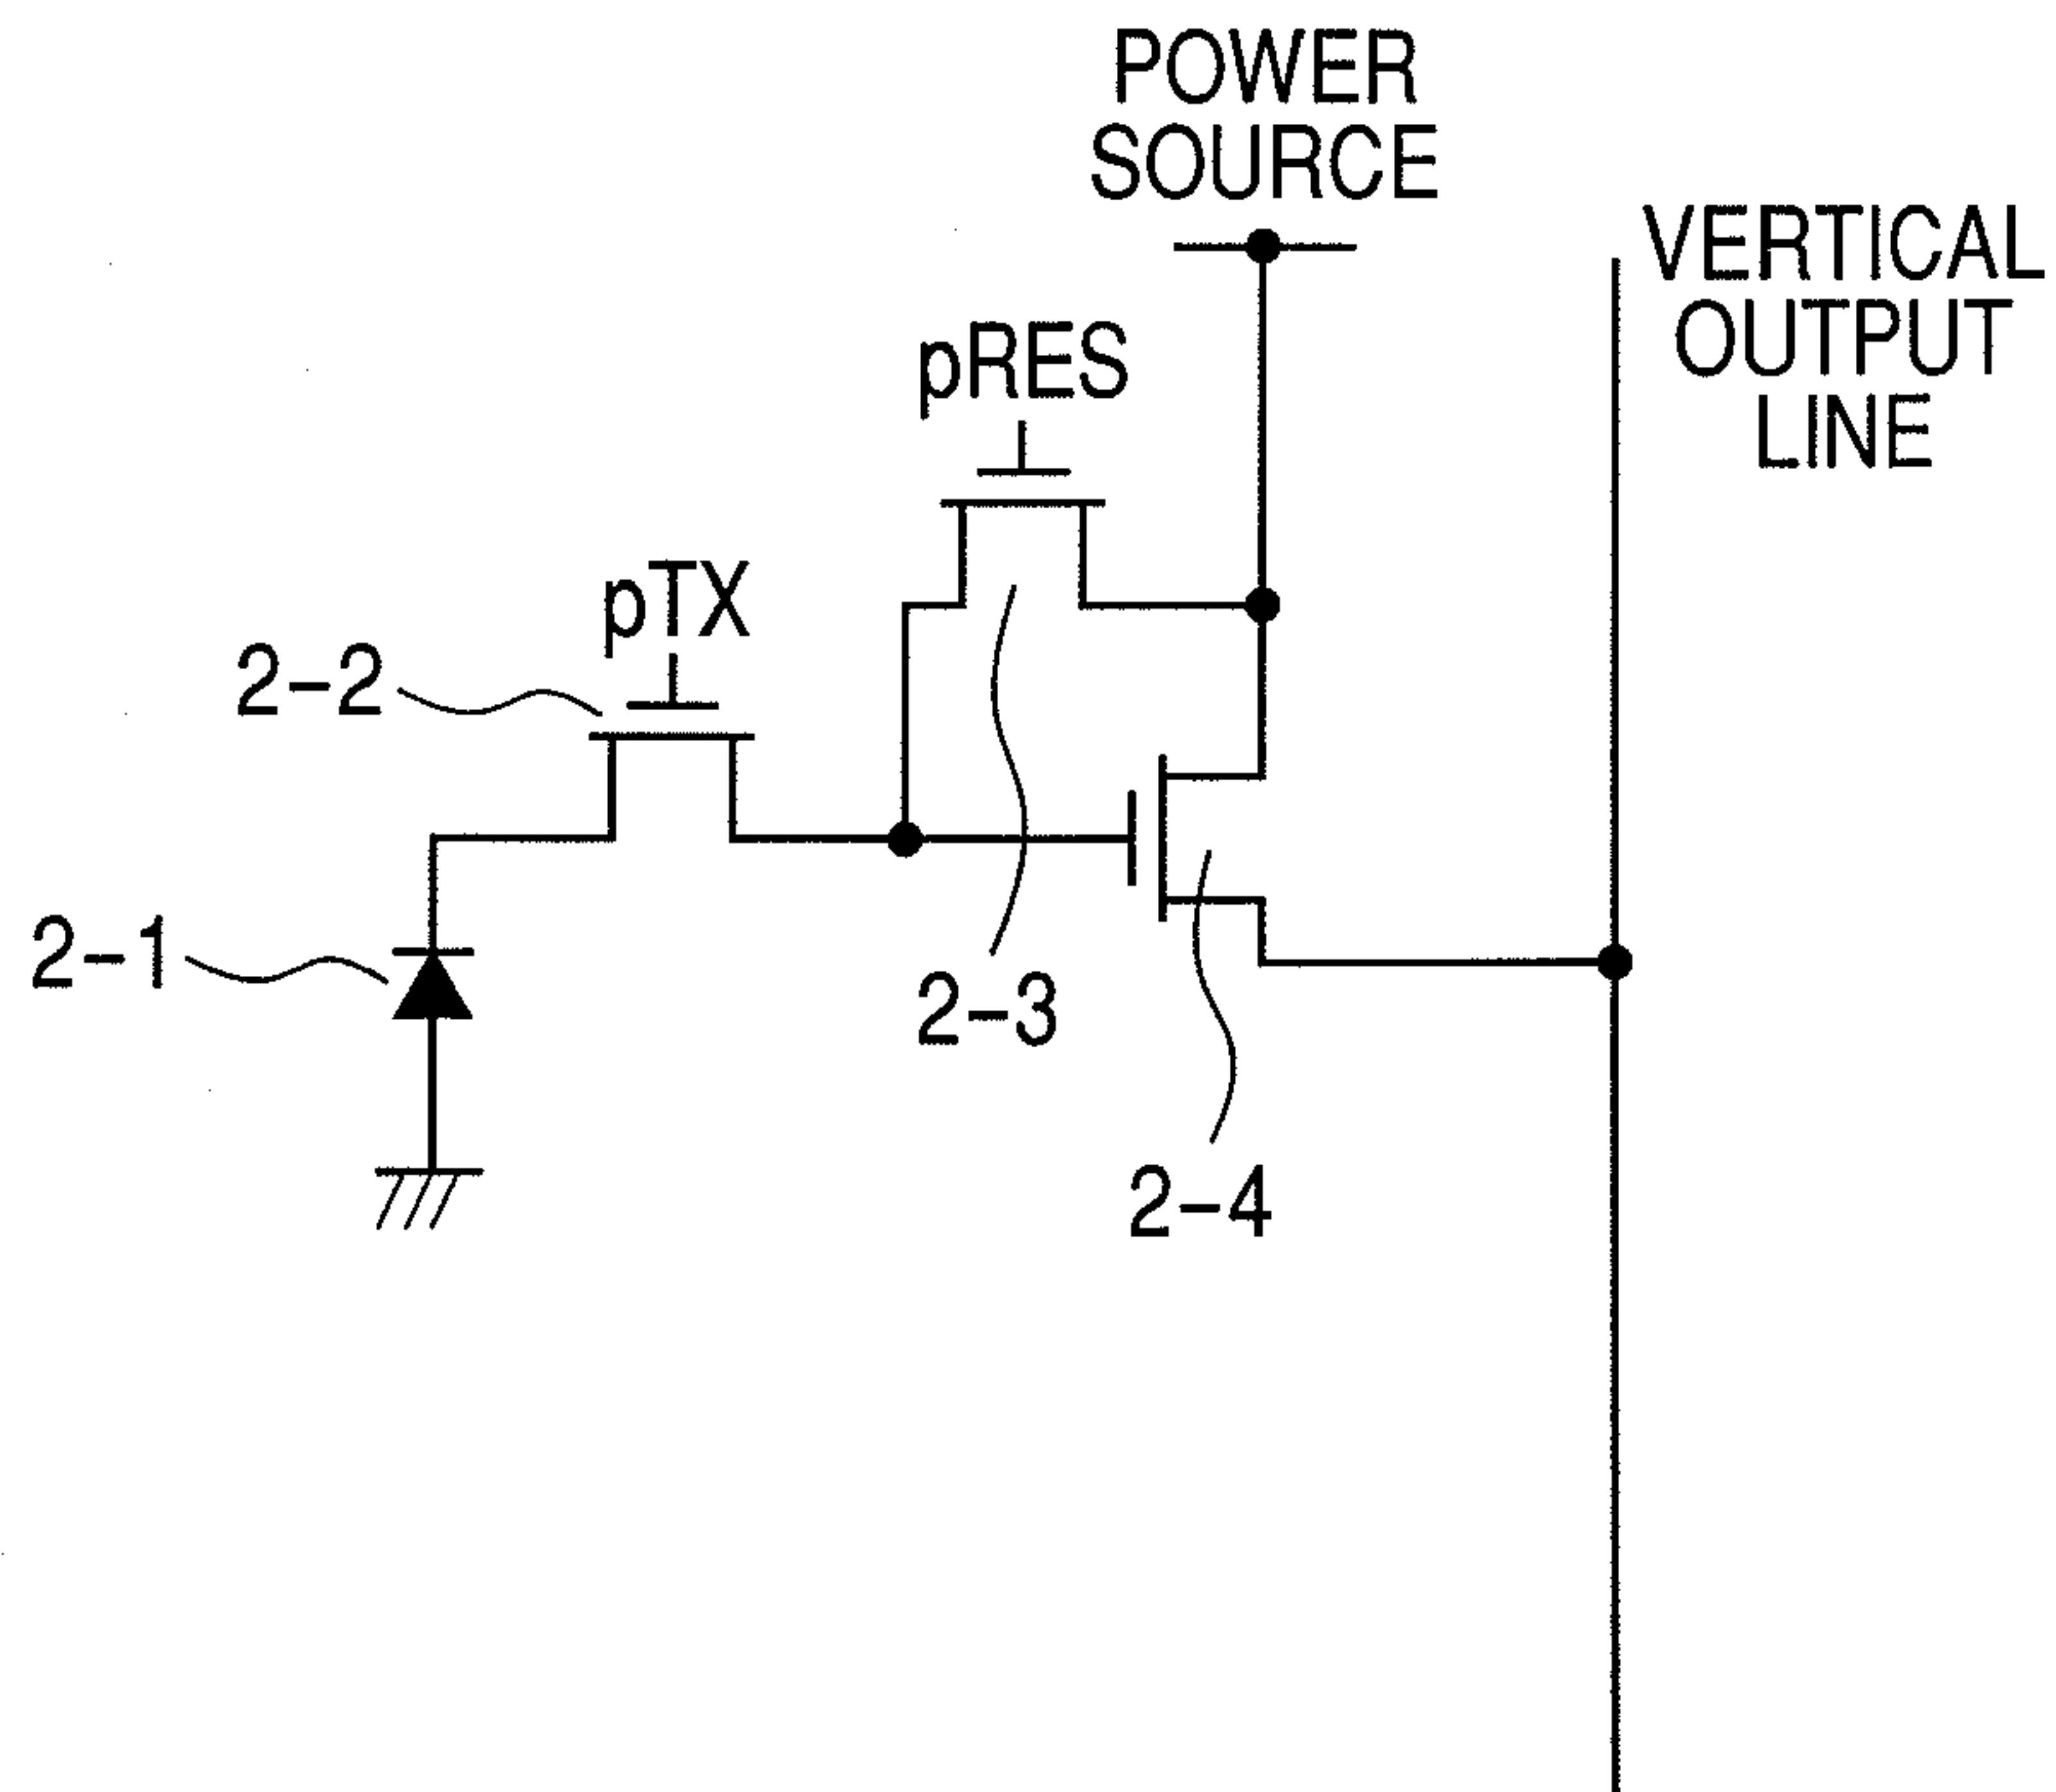 POWER
SOURCE
VERTICAL
OUTPUT
LINE
pRES
pTX
2-2
2-1
2-3
2-4